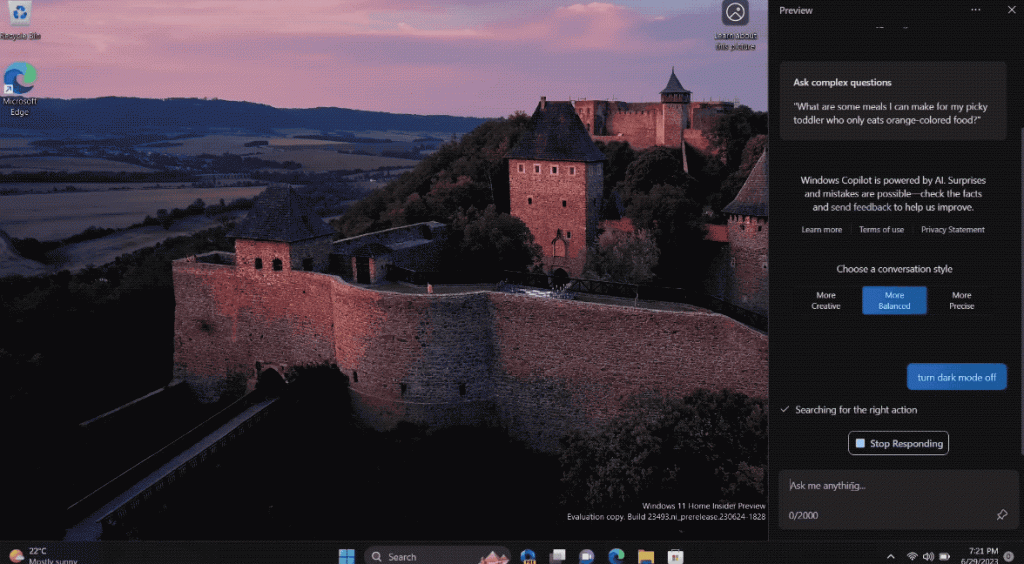 Recycle Bin
Microsoft
Edge
Learn about
this picture
Preview
Ask complex questions
"What are some meals I can make for my picky
toddler who only eats orange-colored food?"
Windows Copilot is powered by AI. Surprises
and mistakes are possible—check the facts
and send feedback to help us improve.
Learn more
Terms of use
Privacy Statement
Choose a conversation style
More
Creative
More
Balanced
More
Precise
turn dark mode off
Searching for the right action
Stop Responding
Ask me anything...
0/2000
Windows 11 Home Insider Preview
Evaluation copy. Build 23493.ni_prerelease.230624-1828
22°C
Mostly sunny
Search
7:21 PM
6/29/2023